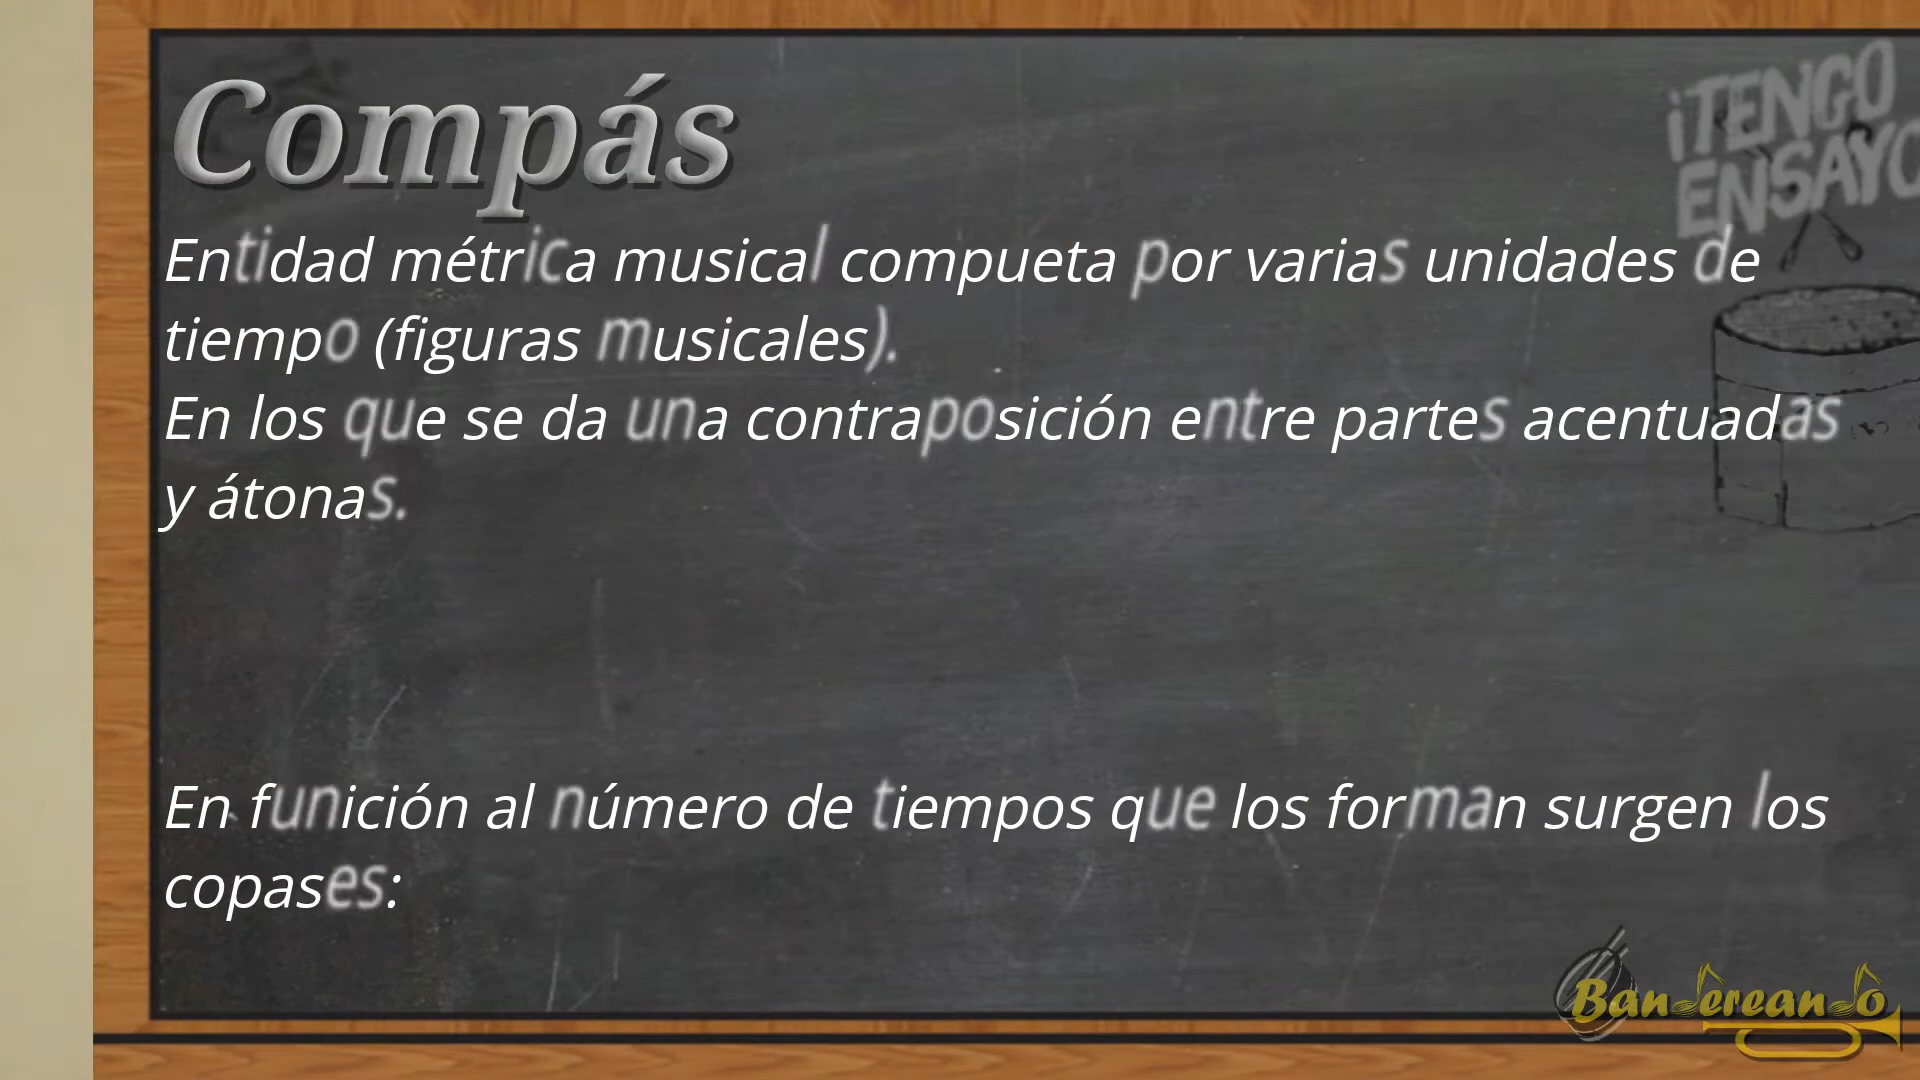 Compás
¡TENGO
ENSAYO
Entidad métrica musical compueta por varias unidades de
tiempo (figuras musicales).
En los que se da una contraposición entre partes acentuadas
y átonas.
En funición al número de tiempos que los forman surgen los
copases:
Bandereando